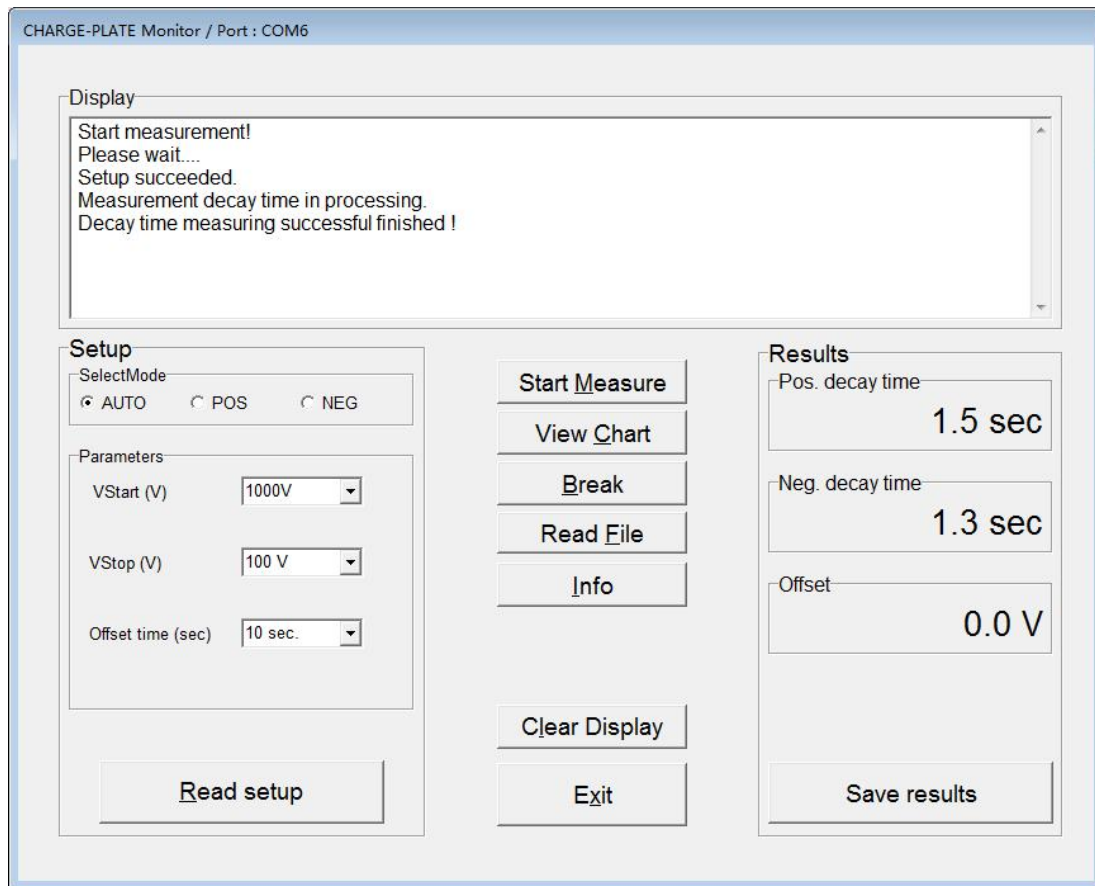 CHARGE-PLATE Monitor / Port : COM6
Display
Start measurement!
Please wait....
Setup succeeded.
Measurement decay time in processing.
Decay time measuring successful finished !
Setup
SelectMode
AUTO POS NEG
Parameters
VStart (V) 1000V
VStop (V) 100 V
Offset time (sec) 10 sec.
Read setup
Start Measure
View Chart
Break
Read File
Info
Clear Display
Exit
Results
Pos. decay time
1.5 sec
Neg. decay time
1.3 sec
Offset
0.0 V
Save results